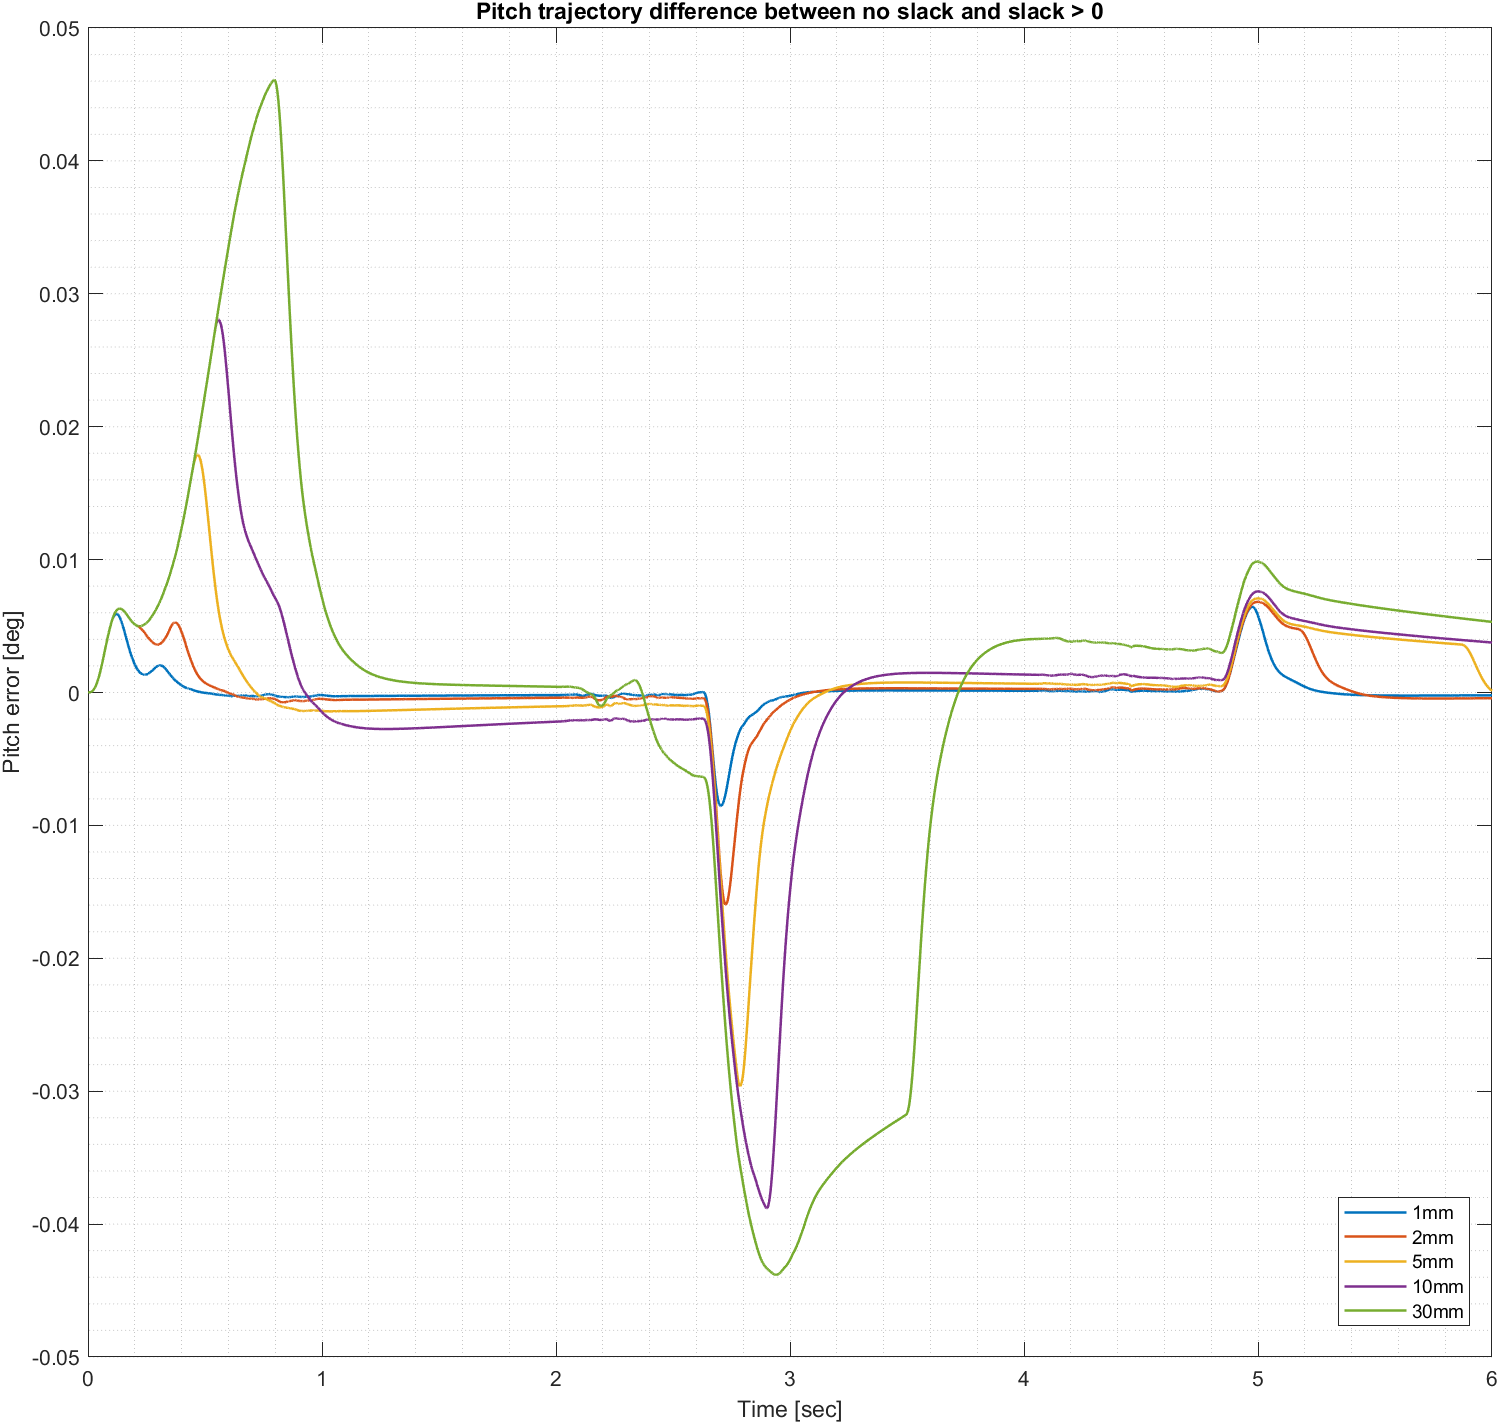 Pitch trajectory difference between no slack and slack > 0
0.05
0.04
0.03
0.02
0.01
0
-0.01
-0.02
-0.03
-0.04
-0.05
Pitch error [deg]
0 1 2 3 4 5 6
Time [sec]
1mm
2mm
5mm
10mm
30mm